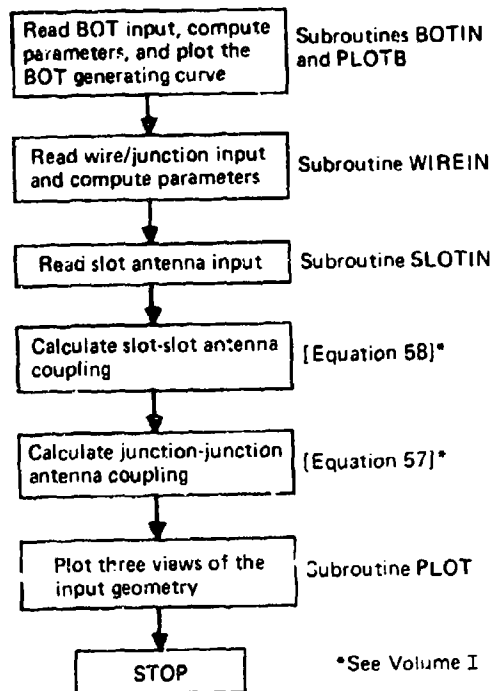 Read BOT input, compute
parameters, and plot the
BOT generating curve
Subroutines BOTIN
and PLOTB
Read wire/junction input
and compute parameters
Subroutine WIREIN
Read slot antenna input
Subroutine SLOTIN
Calculate slot-slot antenna
coupling
[Equation 58]*
Calculate junction-junction
antenna coupling
[Equation 57]*
Plot three views of the
input geometry
Subroutine PLOT
STOP
*See Volume I